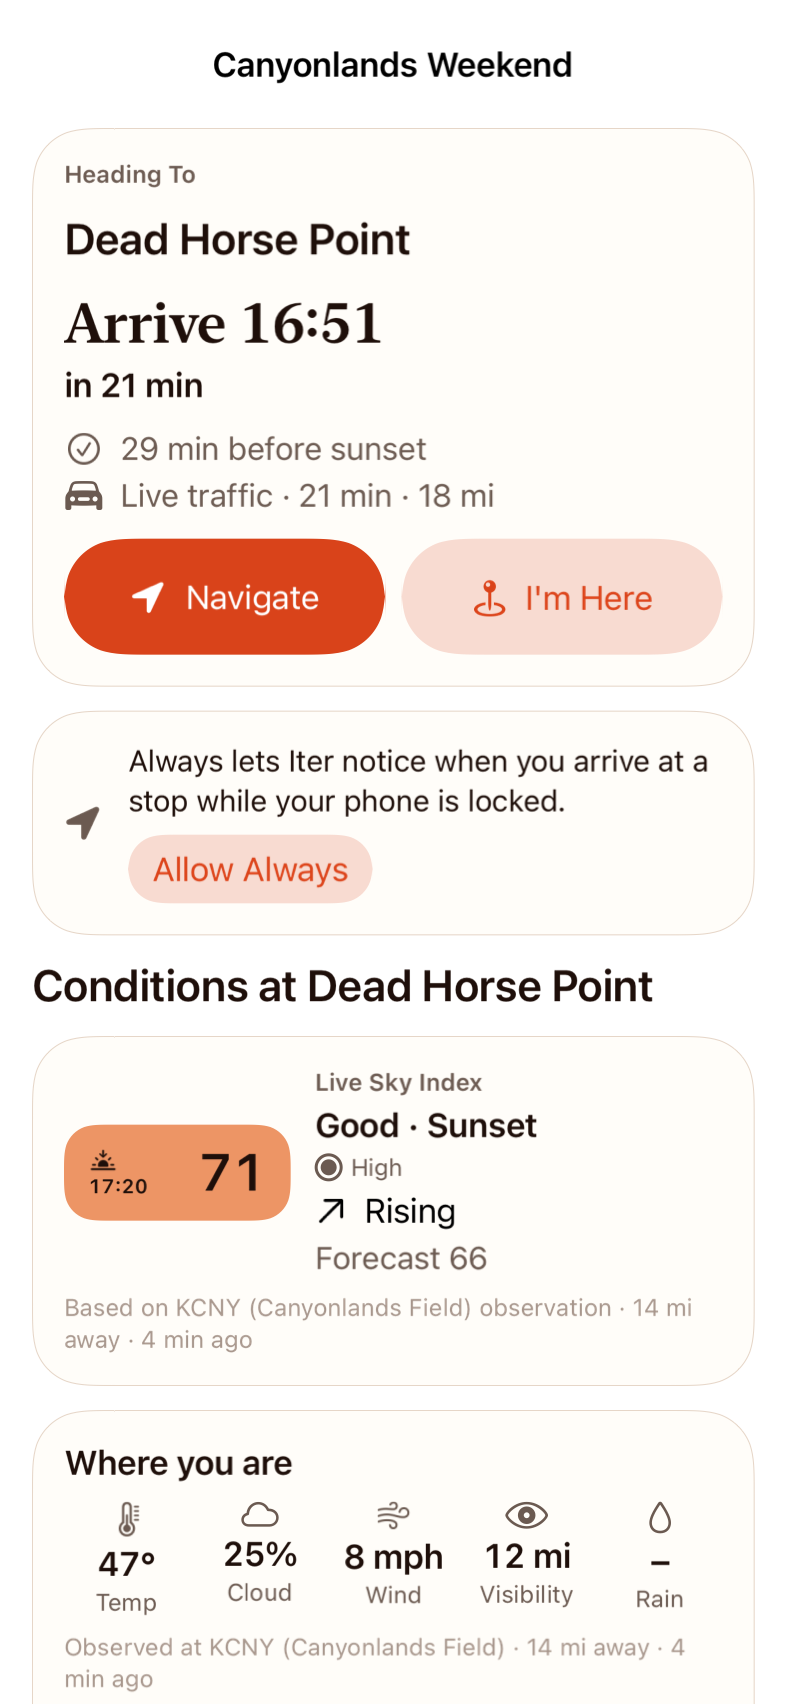 Canyonlands Weekend
Heading To
Dead Horse Point
Arrive 16:51
in 21 min
29 min before sunset
Live traffic · 21 min · 18 mi
Navigate
I'm Here
Always lets Iter notice when you arrive at a
stop while your phone is locked.
Allow Always
Conditions at Dead Horse Point
Live Sky Index
Good · Sunset
High
Rising
Forecast 66
17:20
71
Based on KCNY (Canyonlands Field) observation · 14 mi
away · 4 min ago
Where you are
47° 25% 8 mph 12 mi –
Temp Cloud Wind Visibility Rain
Observed at KCNY (Canyonlands Field) · 14 mi away · 4
min ago